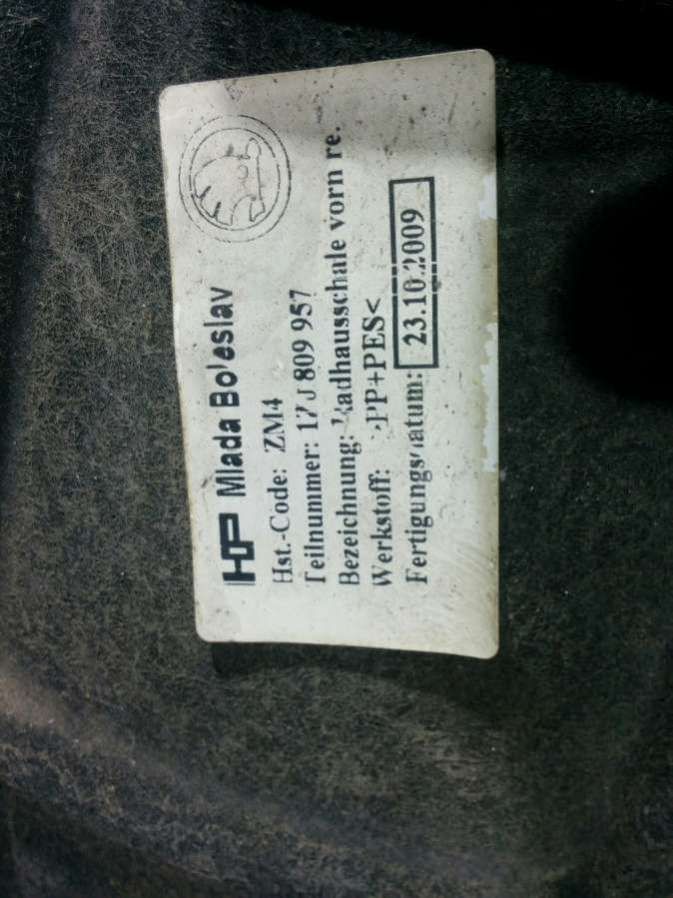 HP Mlada Boleslav
Hst.-Code: ZM4
Teilnummer: 1Z0 809 957
Bezeichnung: Radhausschale vorn re.
Werkstoff: >PP+PES<
Fertigungsdatum: 23.10.2009